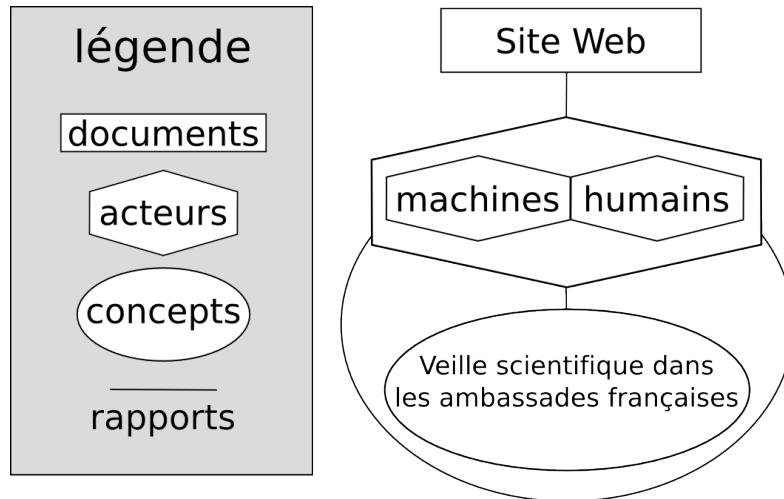 légende
documents
acteurs
concepts
rapports
Site Web
machines humains
Veille scientifique dans
les ambassades françaises